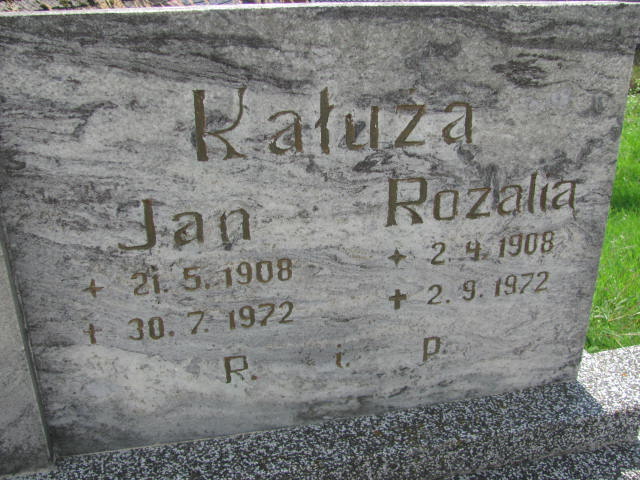 Kałuża
Jan
+ 21.5.1908
+ 30.7.1972
Rozalia
+ 2.4.1908
+ 2.9.1972
R. i. P.